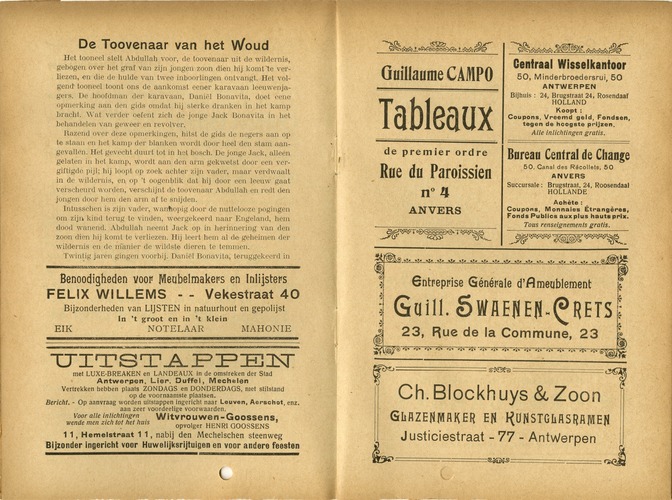 De Toovenaar van het Woud
Het tooneel stelt Abdullah voor, de toovenaar uit de wildernis,
gebogen over het graf van zijn jongen zoon dien hij komt te ver-
liezen, en die de hulde van twee inboorlingen ontvangt. Het vol-
gend tooneel toont ons de aankomst eener karavaan leeuwenja-
gers. De hoofdman der karavaan, Daniël Bonavita, doet eene
opmerking aan den gids omdat hij sterke dranken in het kamp
bracht. Wat verder oefent zich de jonge Jack Bonavita in het
behandelen van geweer en revolver.
Razend over deze opmerkingen, hitst de gids de negers aan op
te staan en het kamp der blanken wordt door heel den stam aan-
gevallen. Het gevecht duurt tot in het bosch. De jonge Jack, alleen
gelaten in het kamp, wordt aan den arm gekwetst door een ver-
giftigde pijl; hij loopt op zoek achter zijn vader, maar verdwaalt
in de wildernis, en op 't oogenblik dat hij door een leeuw gaat
verscheurd worden, verschijnt de toovenaar Abdullah en redt den
jongen door hem den arm af te snijden.
Intusschen is zijn vader, wanhopig door de nuttelooze pogingen
om zijn kind terug te vinden, weergekeerd naar Engeland, hem
dood wanend. Abdullah neemt Jack op in herinnering van den
zoon dien hij komt te verliezen. Hij leert hem al de geheimen der
wildernis en de manier de wilde dieren te temmen.
Twintig jaren gingen voorbij. Daniël Bonavita, teruggekeerd in
Benoodigheden voor Meubelmakers en Inlijsters
FELIX WILLEMS - - Vekestraat 40
Bijzonderheden van LIJSTEN in natuurhout en gepolijst
In 't groot en in 't klein
EIK NOTELAAR MAHONIE
UITSTAPPEN
met LUXE-BREAKEN en LANDEAUX in de omstreken der Stad
Antwerpen, Lier, Duffel, Mechelen
Vertrekken hebben plaats ZONDAGS en DONDERDAGS, met stilstand
op de voornaamste plaatsen.
Bericht. - Op aanvraag worden uitstappen ingericht naar Leuven, Aerschot, enz.
aan zeer voordeelige voorwaarden.
Voor alle inlichtingen
wende men zich tot het huis
Witvrouwen-Goossens,
opvolger HENRI GOOSSENS
11, Hemelstraat 11, nabij den Mechelschen steenweg
Bijzonder ingericht voor Huwelijksrijtuigen en voor andere feesten
Guillaume CAMPO
Tableaux
de premier ordre
Rue du Paroissien
n° 4
ANVERS
Centraal Wisselkantoor
50, Minderbroedersrui, 50
ANTWERPEN
Bijhuis : 24, Brugstraat 24, Rosendaal
HOLLAND
Koopt :
Coupons, Vreemd geld, Fondsen,
tegen de hoogste prijzen.
Alle inlichtingen gratis.
Bureau Central de Change
50, Canal des Récollets, 50
ANVERS
Succursale : Brugstraat, 24, Roosendaal
HOLLANDE
Achète :
Coupons, Monnaies Étrangères,
Fonds Publics aux plus hauts prix.
Tous renseignements gratis.
Entreprise Générale d'Ameublement
Guill. SWAENEN-CRETS
23, Rue de la Commune, 23
Ch. Blockhuys & Zoon
GLAZENMAKER EN KUNSTGLASRAMEN
Justiciestraat - 77 - Antwerpen